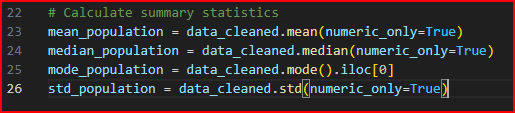 22 # Calculate summary statistics
23 mean_population = data_cleaned.mean(numeric_only=True)
24 median_population = data_cleaned.median(numeric_only=True)
25 mode_population = data_cleaned.mode().iloc[0]
26 std_population = data_cleaned.std(numeric_only=True)